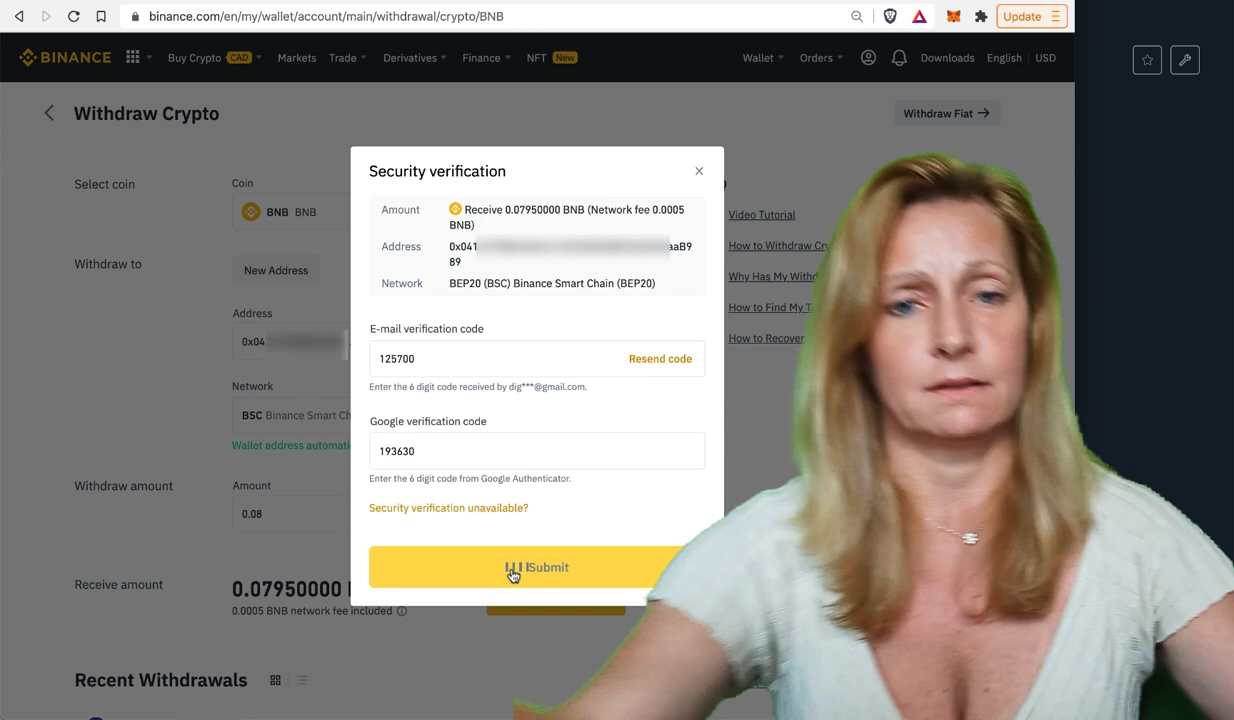 binance.com/en/my/wallet/account/main/withdrawal/crypto/BNB
Update
BINANCE
Buy Crypto CAD
Markets
Trade
Derivatives
Finance
NFT New
Wallet
Orders
Downloads
English
USD
Withdraw Crypto
Withdraw Fiat
Select coin
Coin
BNB BNB
Withdraw to
New Address
Address
0x04
Network
BSC Binance Smart Ch
Wallet address automati
Withdraw amount
Amount
0.08
Receive amount
0.07950000
0.0005 BNB network fee included
Recent Withdrawals
Security verification
Amount
Receive 0.07950000 BNB (Network fee 0.0005
BNB)
Address
0x041
aaB9
89
Network
BEP20 (BSC) Binance Smart Chain (BEP20)
E-mail verification code
125700
Resend code
Enter the 6 digit code received by dig***@gmail.com.
Google verification code
193630
Enter the 6 digit code from Google Authenticator.
Security verification unavailable?
Submit
Video Tutorial
How to Withdraw Cry
Why Has My Withd
How to Find My T
How to Recover